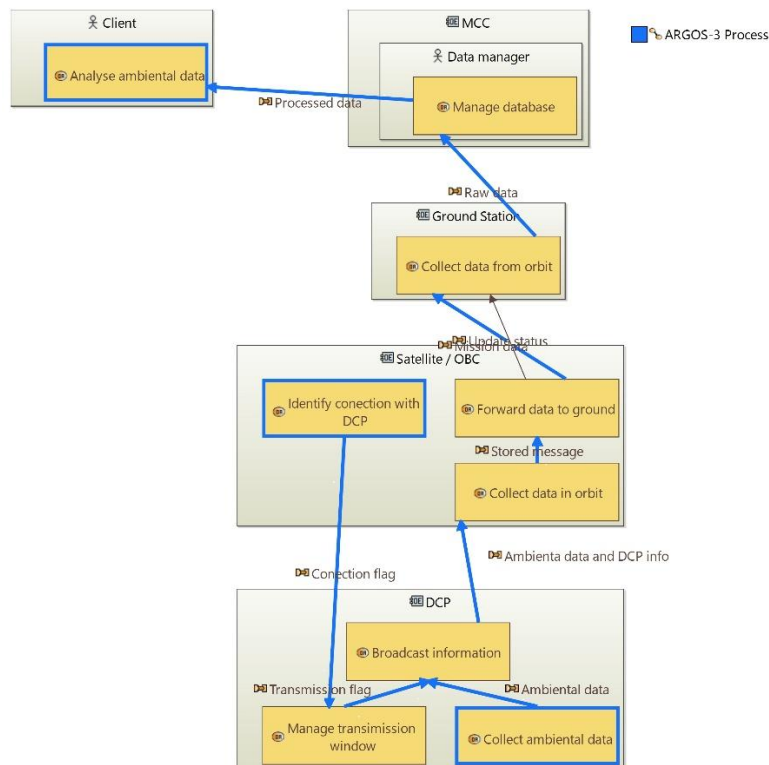 Client
MCC
ARGOS-3 Process
Data manager
Analyse ambiental data
Processed data
Manage database
Raw data
Ground Station
Collect data from orbit
Update status
Mission data
Satellite / OBC
Identify conection with
DCP
Forward data to ground
Stored message
Collect data in orbit
Ambienta data and DCP info
Conection flag
DCP
Broadcast information
Transmission flag
Ambiental data
Manage transimission
window
Collect ambiental data